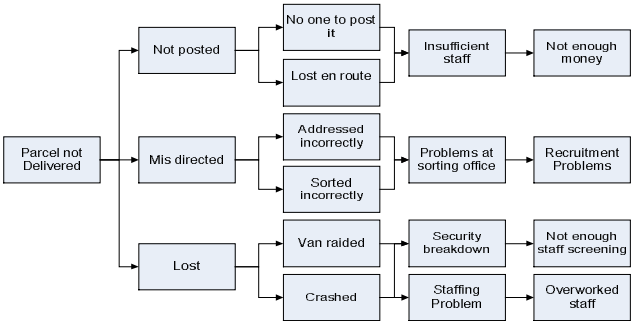 Parcel not
Delivered
Not posted
Mis directed
Lost
No one to post
it
Lost en route
Addressed
incorrectly
Sorted
incorrectly
Van raided
Crashed
Insufficient
staff
Problems at
sorting office
Security
breakdown
Staffing
Problem
Not enough
money
Recruitment
Problems
Not enough
staff screening
Overworked
staff